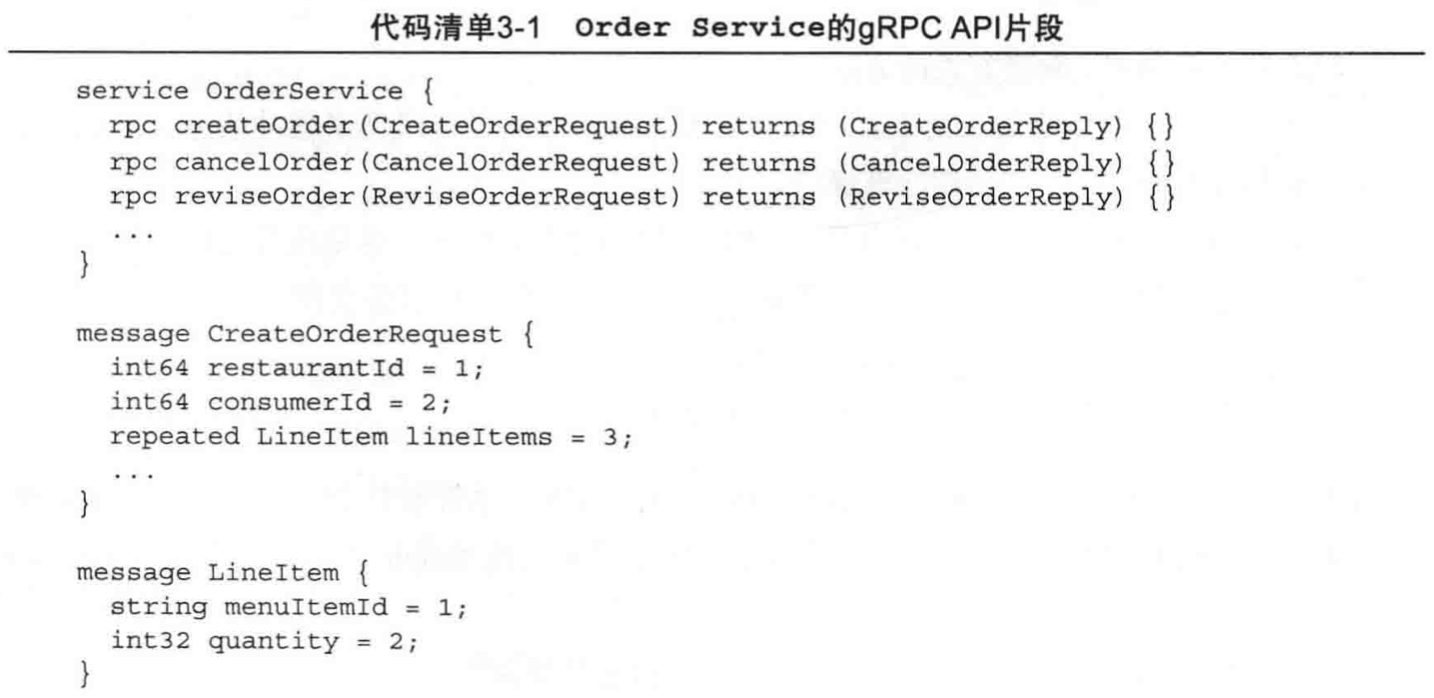 代码清单3-1 Order Service的gRPC API片段
service OrderService {
  rpc createOrder(CreateOrderRequest) returns (CreateOrderReply) {}
  rpc cancelOrder(CancelOrderRequest) returns (CancelOrderReply) {}
  rpc reviseOrder(ReviseOrderRequest) returns (ReviseOrderReply) {}
  ...
}
message CreateOrderRequest {
  int64 restaurantId = 1;
  int64 consumerId = 2;
  repeated LineItem lineItems = 3;
  ...
}
message LineItem {
  string menuItemId = 1;
  int32 quantity = 2;
}